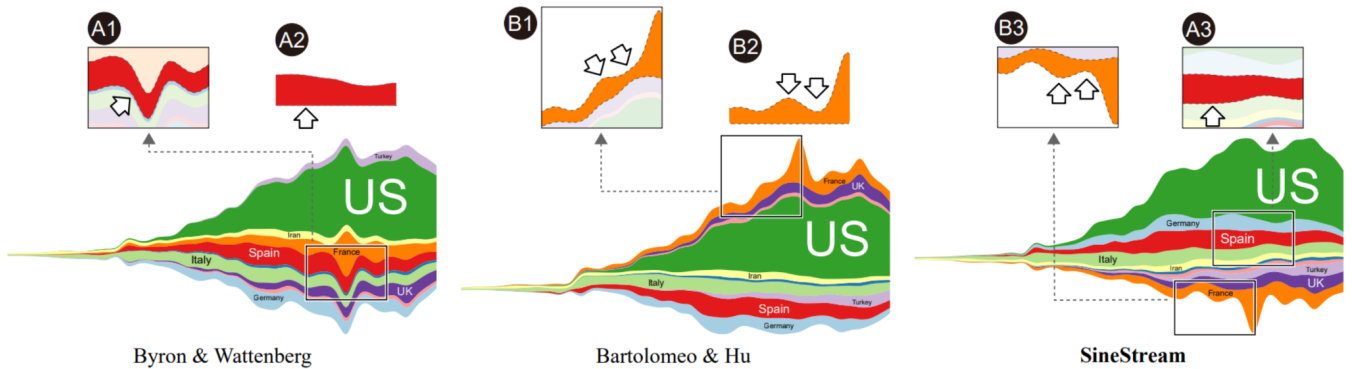 A1
A2
B1
B2
B3
A3
Turkey
US
Iran
France
Spain
Italy
UK
Germany
France
UK
US
Iran
Italy
Turkey
Spain
Germany
US
Germany
Spain
Italy
Iran
Turkey
UK
France
Byron & Wattenberg
Bartolomeo & Hu
SineStream